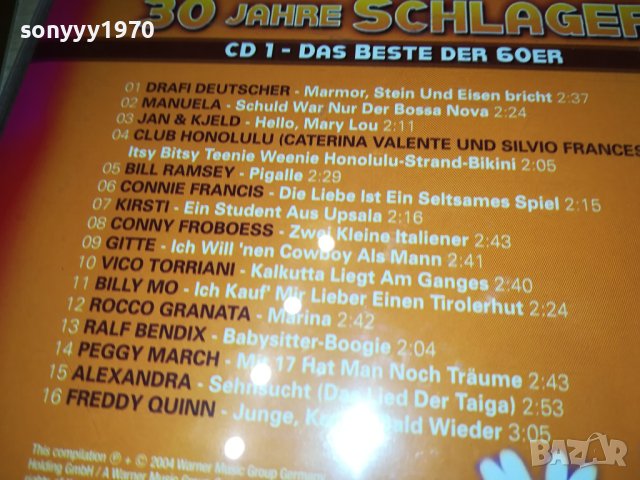 sonyyy1970
30 JAHRE SCHLAGER
CD 1 - DAS BESTE DER 60ER
01 DRAFI DEUTSCHER - Marmor, Stein Und Eisen bricht 2:37
02 MANUELA - Schuld War Nur Der Bossa Nova 2:24
03 JAN & KJELD - Hello, Mary Lou 2:11
04 CLUB HONOLULU (CATERINA VALENTE UND SILVIO FRANCES
Itsy Bitsy Teenie Weenie Honolulu-Strand-Bikini 2:05
05 BILL RAMSEY - Pigalle 2:29
06 CONNIE FRANCIS - Die Liebe Ist Ein Seltsames Spiel 2:15
07 KIRSTI - Ein Student Aus Upsala 2:16
08 CONNY FROBOESS - Zwei Kleine Italiener 2:43
09 GITTE - Ich Will 'nen Cowboy Als Mann 2:41
10 VICO TORRIANI - Kalkutta Liegt Am Ganges 2:40
11 BILLY MO - Ich Kauf' Mir Lieber Einen Tirolerhut 2:24
12 ROCCO GRANATA - Marina 2:42
13 RALF BENDIX - Babysitter-Boogie 2:04
14 PEGGY MARCH - Mit 17 Hat Man Noch Träume 2:43
15 ALEXANDRA - Sehnsucht (Das Lied Der Taiga) 2:53
16 FREDDY QUINN - Junge, bald Wieder 3:05
This compilation ℗ + © 2004 Warner Music Group Germany
Holding GmbH / A Warner Music Group
BAZAR